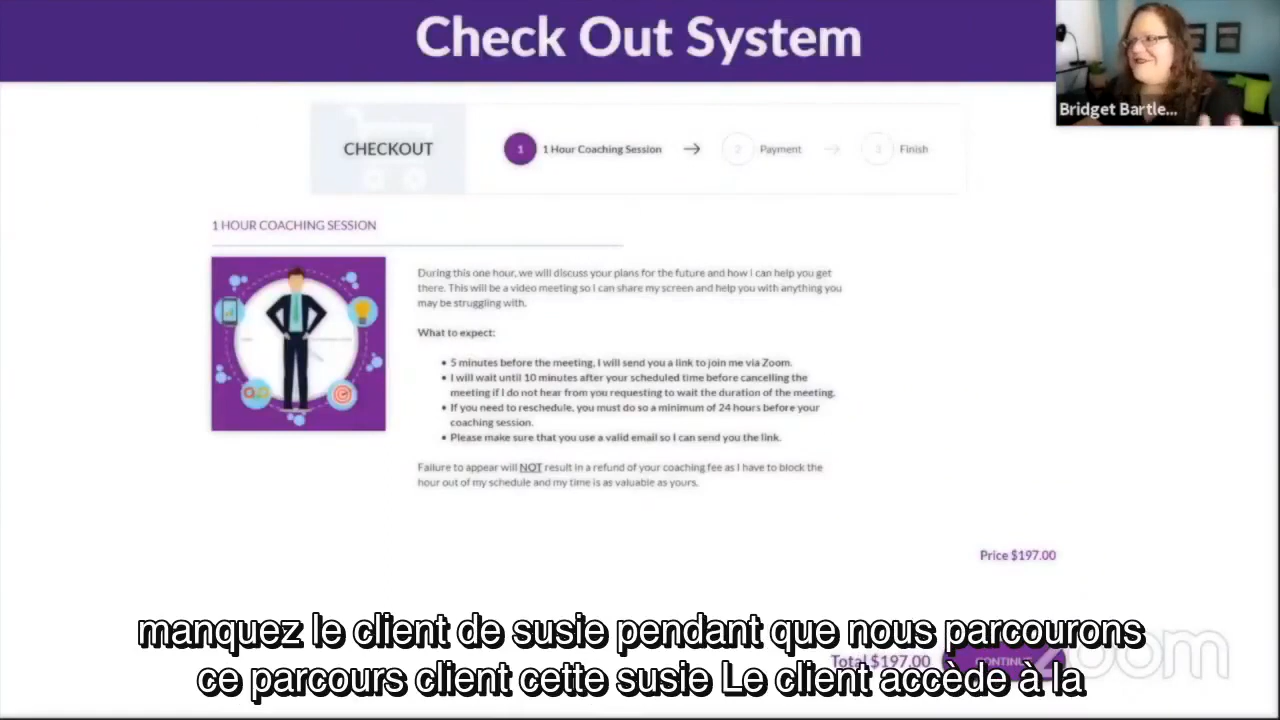 Check Out System
Bridget Bartle...
CHECKOUT
1
1 Hour Coaching Session
2
Payment
3
Finish
1 HOUR COACHING SESSION
During this one hour, we will discuss your plans for the future and how I can help you get
there. This will be a video meeting so I can share my screen and help you with anything you
may be struggling with.
What to expect:
5 minutes before the meeting, I will send you a link to join me via Zoom.
I will wait until 10 minutes after your scheduled time before cancelling the
meeting if I do not hear from you requesting to wait the duration of the meeting.
If you need to reschedule, you must do so a minimum of 24 hours before your
coaching session.
Please make sure that you use a valid email so I can send you the link.
Failure to appear will NOT result in a refund of your coaching fee as I have to block the
hour out of my schedule and my time is as valuable as yours.
Price $197.00
Total $197.00
CONTINUE
zoom
manquez le client de susie pendant que nous parcourons
ce parcours client cette susie Le client accède à la